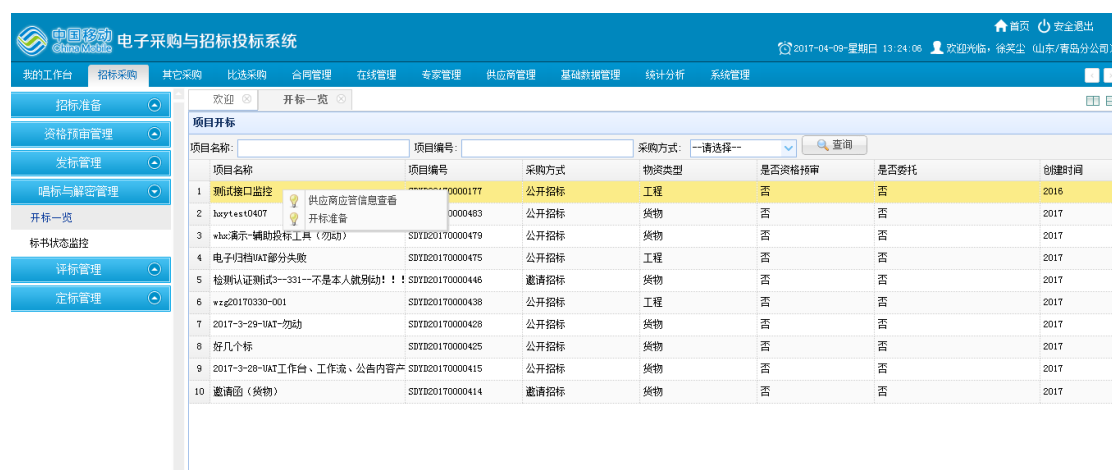 首页 安全退出
中国移动 China Mobile 电子采购与招标投标系统
2017-04-09-星期日 13:24:06 欢迎光临，徐笑尘（山东/青岛分公司）
我的工作台 招标采购 其它采购 比选采购 合同管理 在线管理 专家管理 供应商管理 基础数据管理 统计分析 系统管理
招标准备
资格预审管理
发标管理
唱标与解密管理
开标一览
标书状态监控
评标管理
定标管理
欢迎 开标一览
项目开标
项目名称: 项目编号: 采购方式: --请选择-- 查询
项目名称 项目编号 采购方式 物资类型 是否资格预审 是否委托 创建时间
1 测试接口监控 0000177 公开招标 工程 否 否 2016
供应商应答信息查看
开标准备
2 hxytest0407 0000483 公开招标 货物 否 否 2017
3 whx演示-辅助投标工具（勿动） SDYD20170000479 公开招标 货物 否 否 2017
4 电子归档UAT部分失败 SDYD20170000475 公开招标 工程 否 否 2017
5 检测认证测试3--331--不是本人就别动！！！ SDYD20170000446 邀请招标 货物 否 否 2017
6 wzg20170330-001 SDYD20170000438 公开招标 工程 否 否 2017
7 2017-3-29-UAT-勿动 SDYD20170000428 公开招标 货物 否 否 2017
8 好几个标 SDYD20170000425 公开招标 货物 否 否 2017
9 2017-3-28-UAT工作台、工作流、公告内容产 SDYD20170000415 公开招标 货物 否 否 2017
10 邀请函（货物） SDYD20170000414 邀请招标 货物 否 否 2017